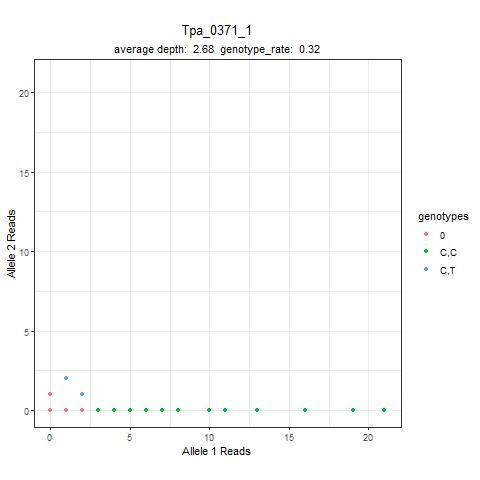 Tpa_0371_1
average depth: 2.68 genotype_rate: 0.32
20
15
10
5
0
Allele 2 Reads
0 5 10 15 20
Allele 1 Reads
genotypes
0
C,C
C,T